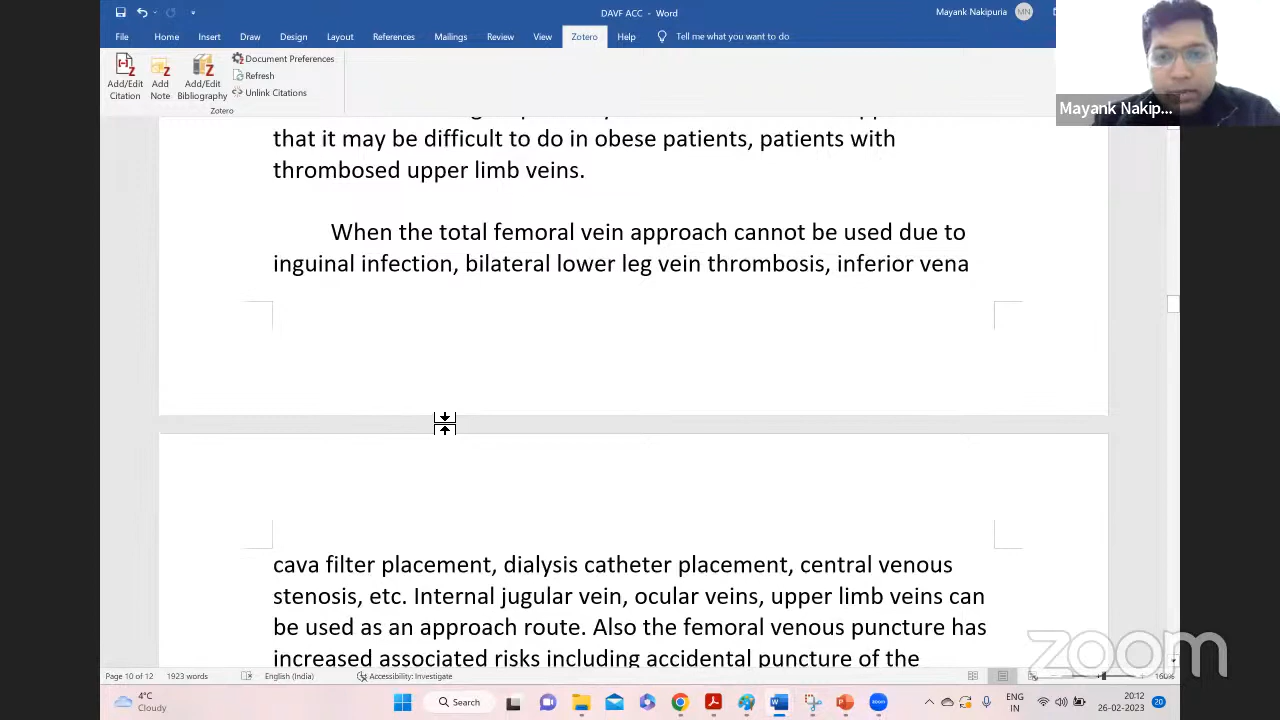 DAVF ACC - Word
Mayank Nakipuria
MN
File
Home
Insert
Draw
Design
Layout
References
Mailings
Review
View
Zotero
Help
Tell me what you want to do
Add/Edit Citation
Add Note
Add/Edit Bibliography
Document Preferences
Refresh
Unlink Citations
Zotero
Mayank Nakip...
that it may be difficult to do in obese patients, patients with
thrombosed upper limb veins.
When the total femoral vein approach cannot be used due to
inguinal infection, bilateral lower leg vein thrombosis, inferior vena
cava filter placement, dialysis catheter placement, central venous
stenosis, etc. Internal jugular vein, ocular veins, upper limb veins can
be used as an approach route. Also the femoral venous puncture has
increased associated risks including accidental puncture of the
zoom
Page 10 of 12
1923 words
English (India)
Accessibility: Investigate
160%
4°C
Cloudy
Search
ENG
IN
20:12
26-02-2023
20